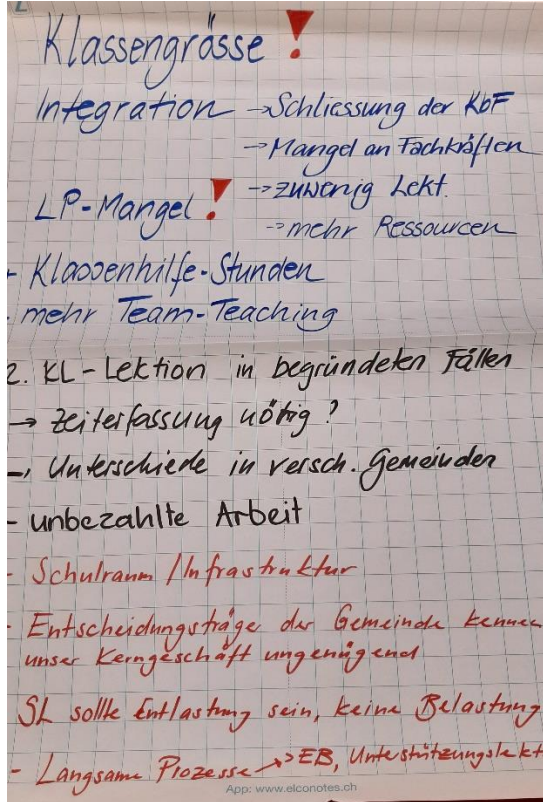 Klassengrösse !
Integration → Schliessung der KbF
→ Mangel an Fachkräften
LP-Mangel ! → zuwenig Lekt.
→ mehr Ressourcen
- Klassenhilfe-Stunden
- mehr Team-Teaching
2. KL-Lektion in begründeten Fällen
→ Zeiterfassung nötig?
→ Unterschiede in versch. Gemeinden
- unbezahlte Arbeit
- Schulraum / Infrastruktur
- Entscheidungsträge der Gemeinde kennen
unser Kerngeschäft ungenügend
SL sollte Entlastung sein, keine Belastung
- Langsame Prozesse → EB, Unterstützungslekt
App: www.elconotes.ch